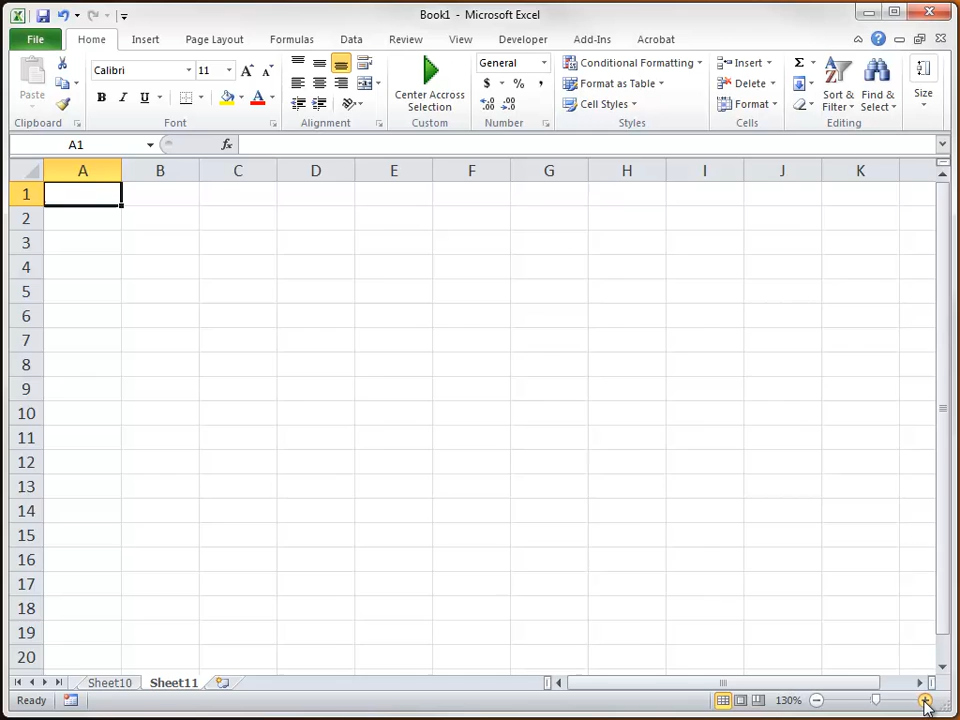 Book1 - Microsoft Excel
File Home Insert Page Layout Formulas Data Review View Developer Add-Ins Acrobat
Paste
Calibri 11
B I U
A A
Center Across
Selection
General
$ % ,
Conditional Formatting
Format as Table
Cell Styles
Insert
Delete
Format
Σ
Sort &
Filter
Find &
Select
Size
Clipboard Font Alignment Custom Number Styles Cells Editing
A1 fx
A B C D E F G H I J K
1
2
3
4
5
6
7
8
9
10
11
12
13
14
15
16
17
18
19
20
Sheet10 Sheet11
Ready 130%